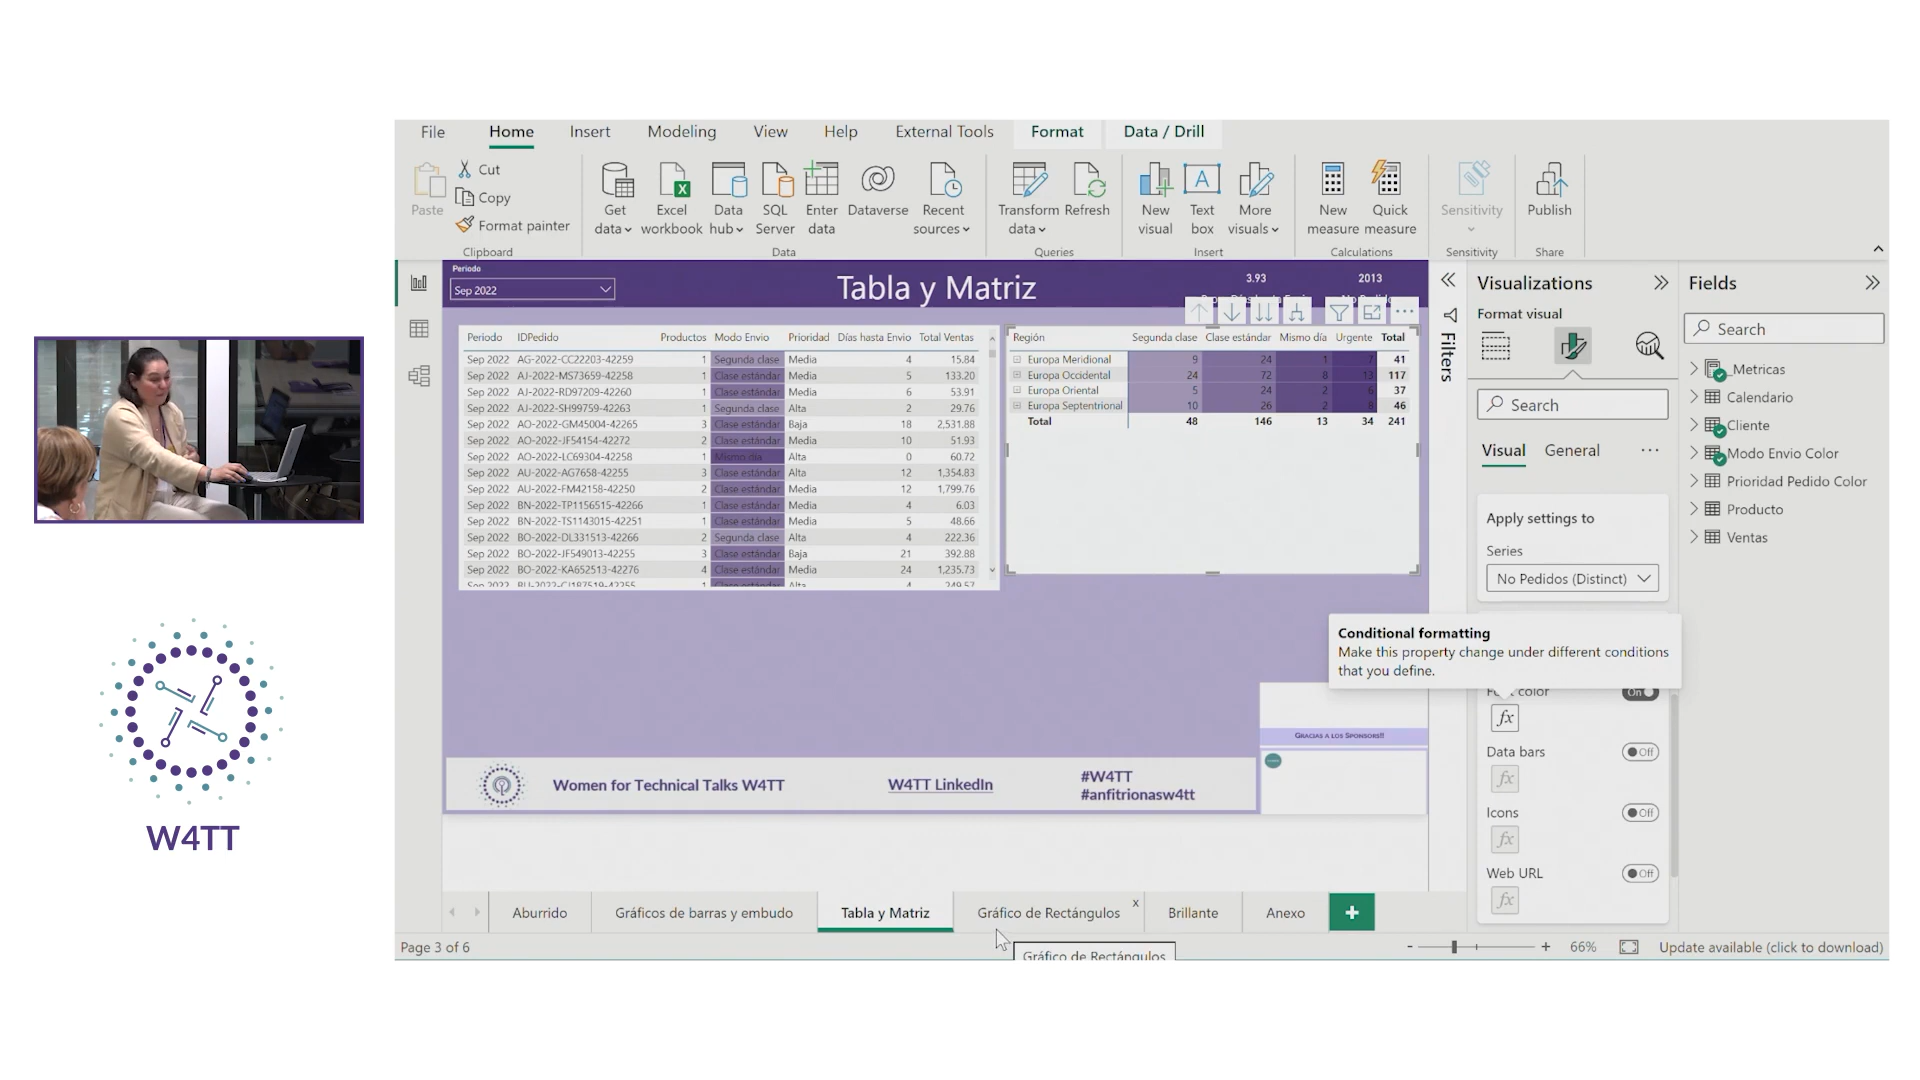 File Home Insert Modeling View Help External Tools Format Data / Drill
Paste
Cut
Copy
Format painter
Clipboard
Get data
Excel workbook
Data hub
SQL Server
Enter data
Dataverse
Recent sources
Data
Transform data
Refresh
Queries
New visual
Text box
More visuals
Insert
New measure
Quick measure
Calculations
Sensitivity
Sensitivity
Publish
Share
Periodo
Sep 2022
Tabla y Matriz
3.93
2013
Periodo IDPedido Productos Modo Envio Prioridad Días hasta Envio Total Ventas
Sep 2022 AG-2022-CC22203-42259 1 Segunda clase Media 4 15.84
Sep 2022 AJ-2022-MS73659-42258 1 Clase estándar Media 5 133.20
Sep 2022 AJ-2022-RD97209-42260 1 Clase estándar Media 6 53.91
Sep 2022 AJ-2022-SH99759-42263 1 Segunda clase Alta 2 29.76
Sep 2022 AO-2022-GM45004-42265 3 Clase estándar Baja 18 2,531.88
Sep 2022 AO-2022-JF54154-42272 2 Clase estándar Media 10 51.93
Sep 2022 AO-2022-LC69304-42258 1 Mismo día Alta 0 60.72
Sep 2022 AU-2022-AG7658-42255 3 Clase estándar Media 12 1,354.83
Sep 2022 AU-2022-FM42158-42250 2 Clase estándar Media 12 1,799.76
Sep 2022 BN-2022-TP1156515-42266 1 Clase estándar Media 4 6.03
Sep 2022 BN-2022-TS1143015-42251 1 Clase estándar Media 5 48.66
Sep 2022 BO-2022-DL331513-42266 2 Segunda clase Alta 4 222.36
Sep 2022 BO-2022-JF549013-42255 3 Clase estándar Baja 21 392.88
Sep 2022 BO-2022-KA652513-42276 4 Clase estándar Media 24 1,235.73
Región Segunda clase Clase estándar Mismo día Urgente Total
Europa Meridional 9 24 1 7 41
Europa Occidental 24 72 8 13 117
Europa Oriental 5 24 2 6 37
Europa Septentrional 10 26 2 8 46
Total 48 146 13 34 241
Filters
Visualizations
Format visual
Search
Visual General
Apply settings to
Series
No Pedidos (Distinct)
Conditional formatting
Make this property change under different conditions
that you define.
color On
fx
Data bars Off
fx
Icons Off
fx
Web URL Off
fx
Fields
Search
_Metricas
Calendario
Cliente
Modo Envio Color
Prioridad Pedido Color
Producto
Ventas
GRACIAS A LOS SPONSORS!!
Women for Technical Talks W4TT
W4TT LinkedIn
#W4TT
#anfitrionasw4tt
W4TT
Aburrido Gráficos de barras y embudo Tabla y Matriz Gráfico de Rectángulos x Brillante Anexo +
Gráfico de Rectángulos
Page 3 of 6
- + 66% Update available (click to download)